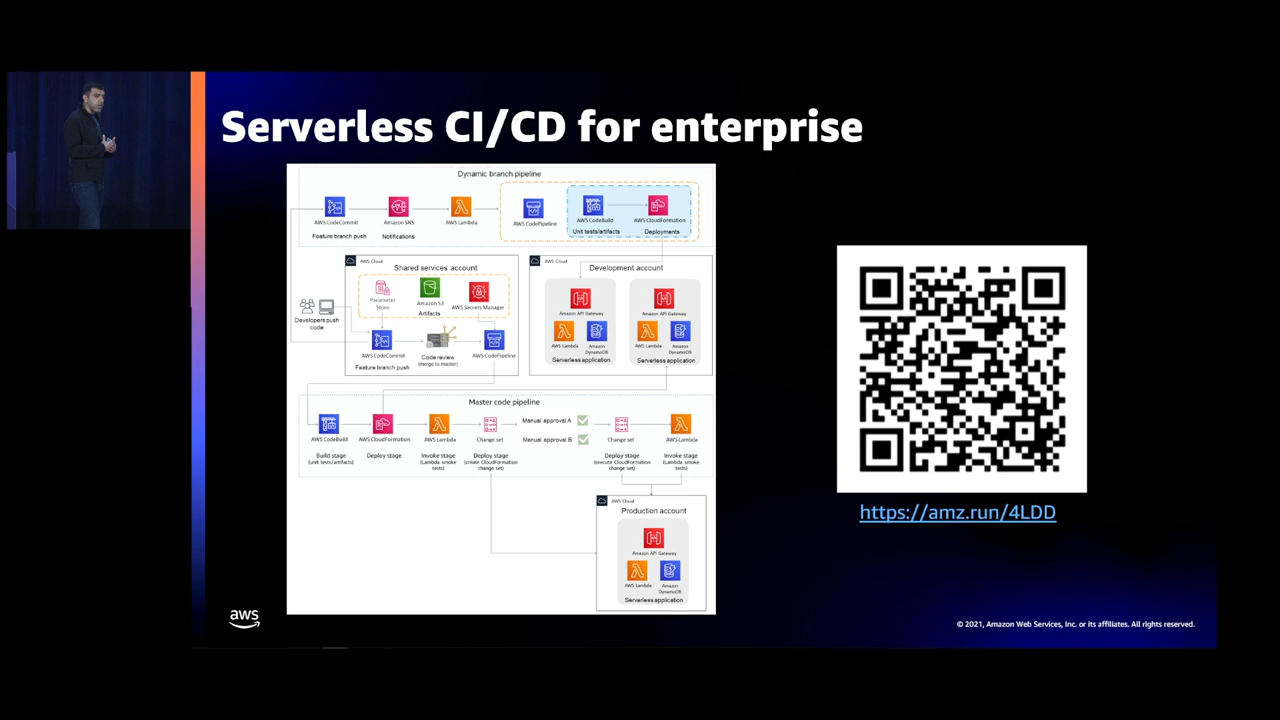 Serverless CI/CD for enterprise
Dynamic branch pipeline
AWS CodeCommit
Feature branch push
Amazon SNS
Notifications
AWS Lambda
AWS CodePipeline
AWS CodeBuild
Unit tests/artifacts
AWS CloudFormation
Deployments
AWS Cloud
Shared services account
Parameter
Store
Amazon S3
Artifacts
AWS Secrets Manager
Developers push
code
AWS CodeCommit
Feature branch push
Code review
(merge to master)
AWS CodePipeline
AWS Cloud
Development account
Amazon API Gateway
AWS Lambda
Amazon
DynamoDB
Serverless application
Amazon API Gateway
AWS Lambda
Amazon
DynamoDB
Serverless application
Master code pipeline
AWS CodeBuild
Build stage
(unit tests/artifacts)
AWS CloudFormation
Deploy stage
AWS Lambda
Invoke stage
(Lambda smoke
tests)
Change set
Deploy stage
(create CloudFormation
change set)
Manual approval A
Manual approval B
Change set
Deploy stage
(execute CloudFormation
change set)
AWS Lambda
Invoke stage
(Lambda smoke
tests)
AWS Cloud
Production account
Amazon API Gateway
AWS Lambda
Amazon
DynamoDB
Serverless application
https://amz.run/4LDD
aws
© 2021, Amazon Web Services, Inc. or its affiliates. All rights reserved.